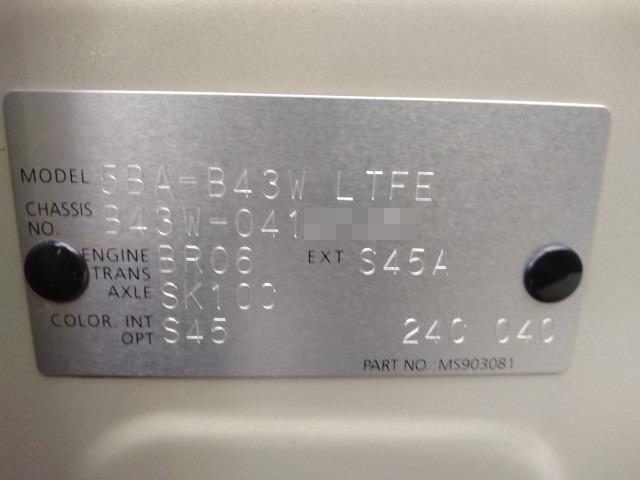 MODEL 5BA-B43W LTFE
CHASSIS NO. B43W-041
ENGINE BR06 EXT S45A
TRANS AXLE SK10C
COLOR, INT S45 240 040
OPT
PART NO.: MS903081